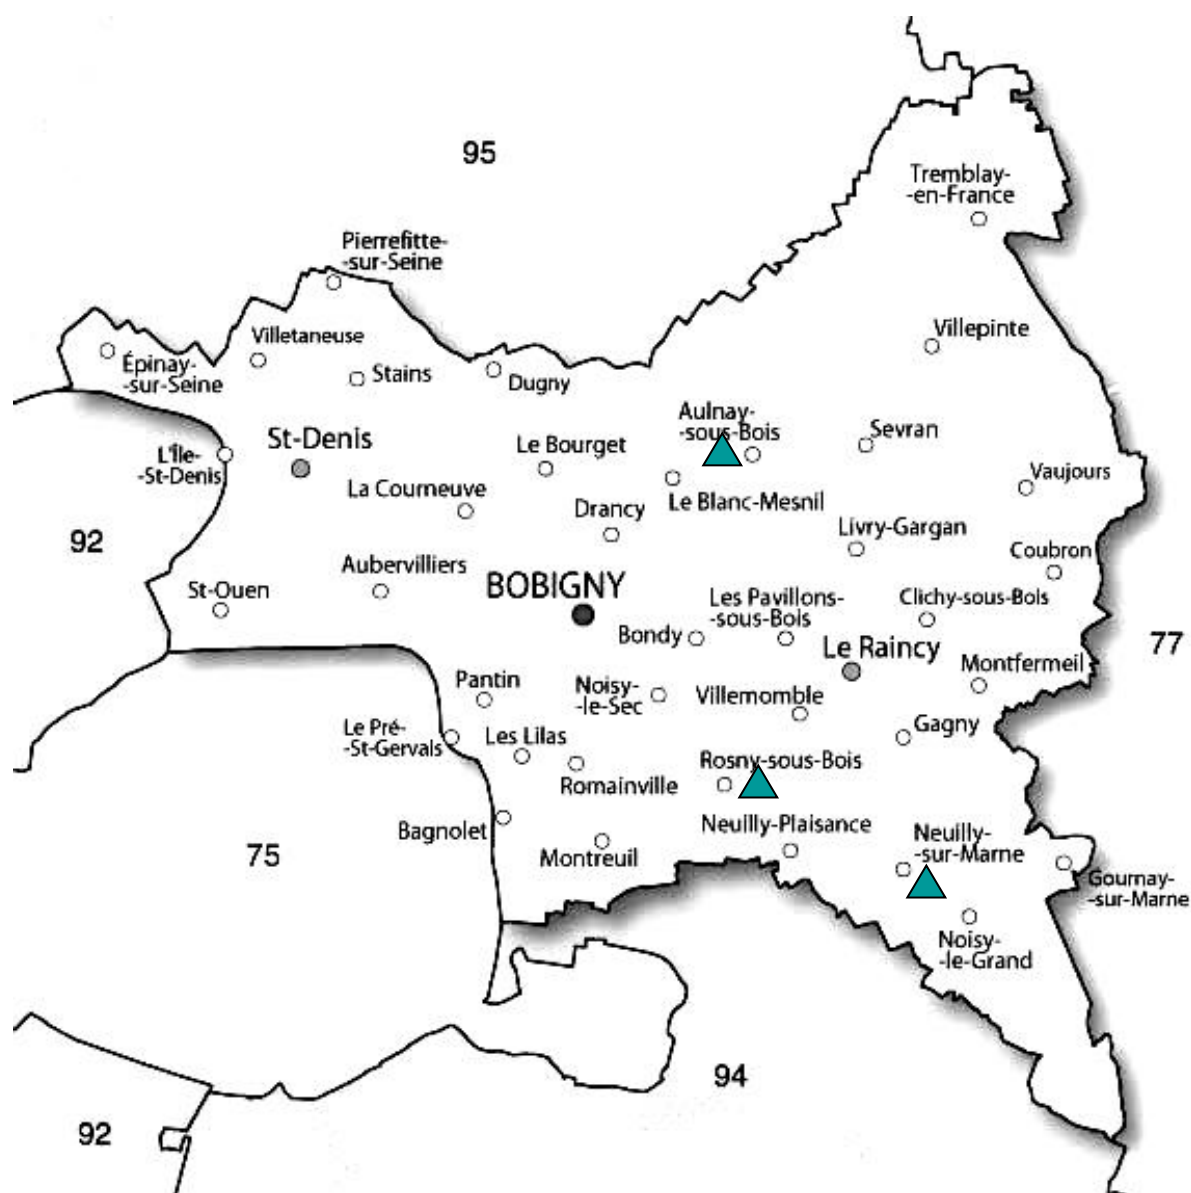 95
Tremblay-
-en-France
Pierrefitte-
-sur-Seine
Villetaneuse
Villepinte
Épinay-
-sur-Seine
Stains
Dugny
Aulnay-
-sous-Bois
Sevran
St-Denis
Le Bourget
L'Île-
-St-Denis
Vaujours
La Courneuve
Le Blanc-Mesnil
Drancy
Livry-Gargan
92
Coubron
Aubervilliers
BOBIGNY
St-Ouen
Les Pavillons-
-sous-Bois
Clichy-sous-Bois
Bondy
Le Raincy
77
Montfermeil
Pantin
Noisy-
-le-Sec
Villemomble
Le Pré-
-St-Gervais
Les Lilas
Gagny
Rosny-sous-Bois
Romainville
Bagnolet
Neuilly-Plaisance
Neuilly-
-sur-Marne
75
Montreuil
Gournay-
-sur-Marne
Noisy-
-le-Grand
94
92